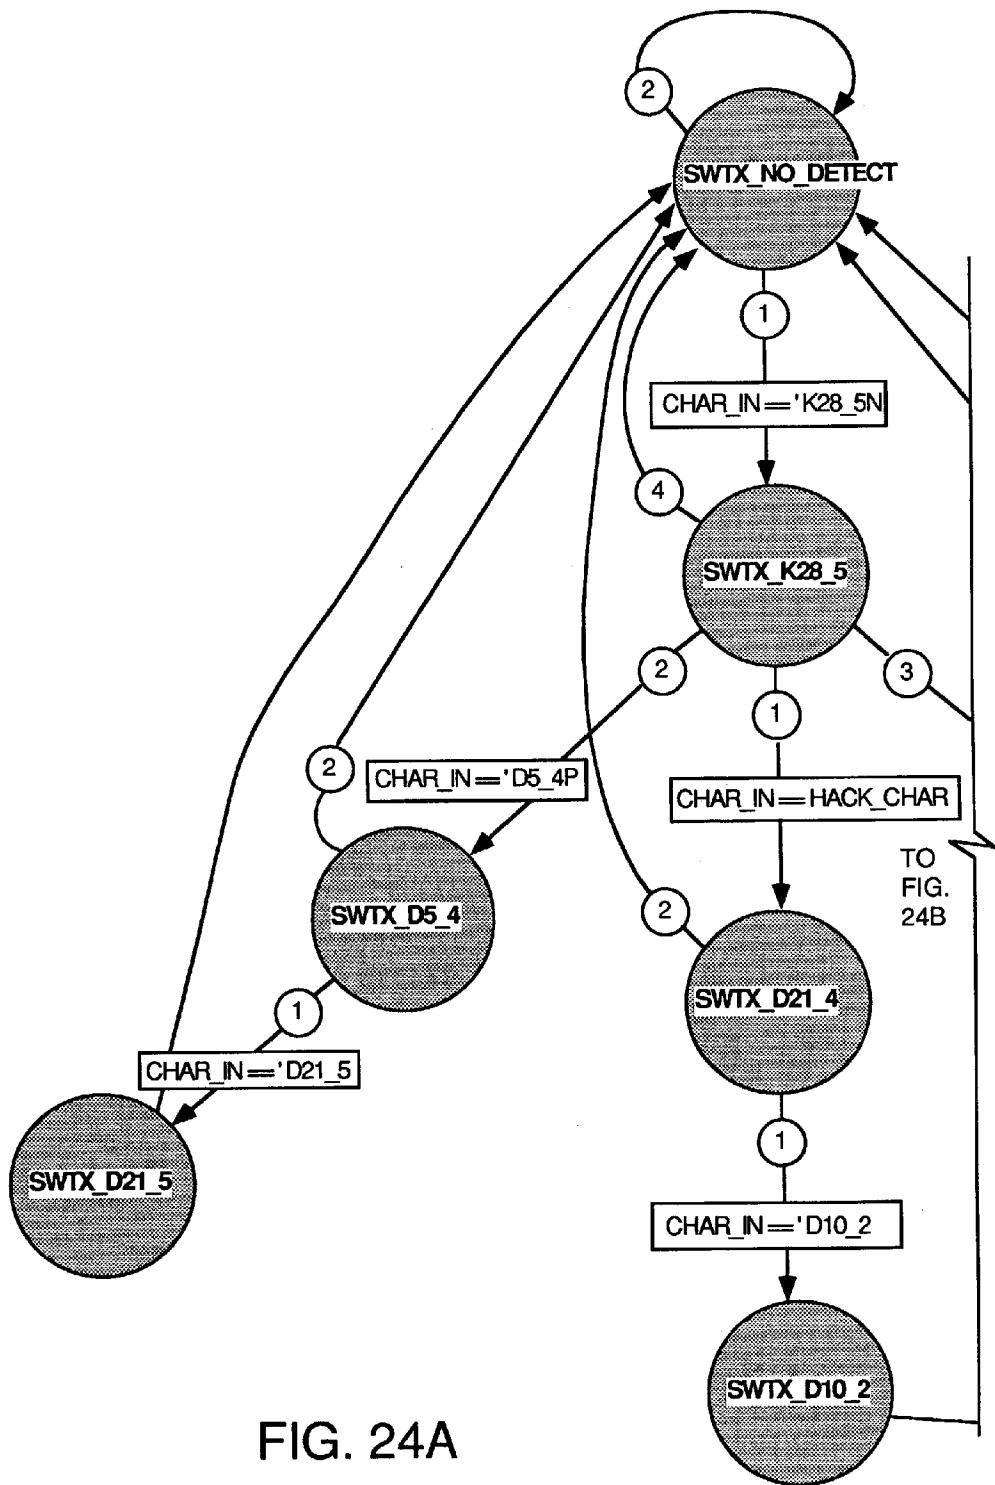 2
SWTX_NO_DETECT
1
CHAR_IN=='K28_5N
4
SWTX_K28_5
2
3
1
2
CHAR_IN=='D5_4P
CHAR_IN==HACK_CHAR
TO
FIG.
24B
2
SWTX_D5_4
SWTX_D21_4
1
CHAR_IN=='D21_5
1
SWTX_D21_5
CHAR_IN=='D10_2
SWTX_D10_2
FIG. 24A